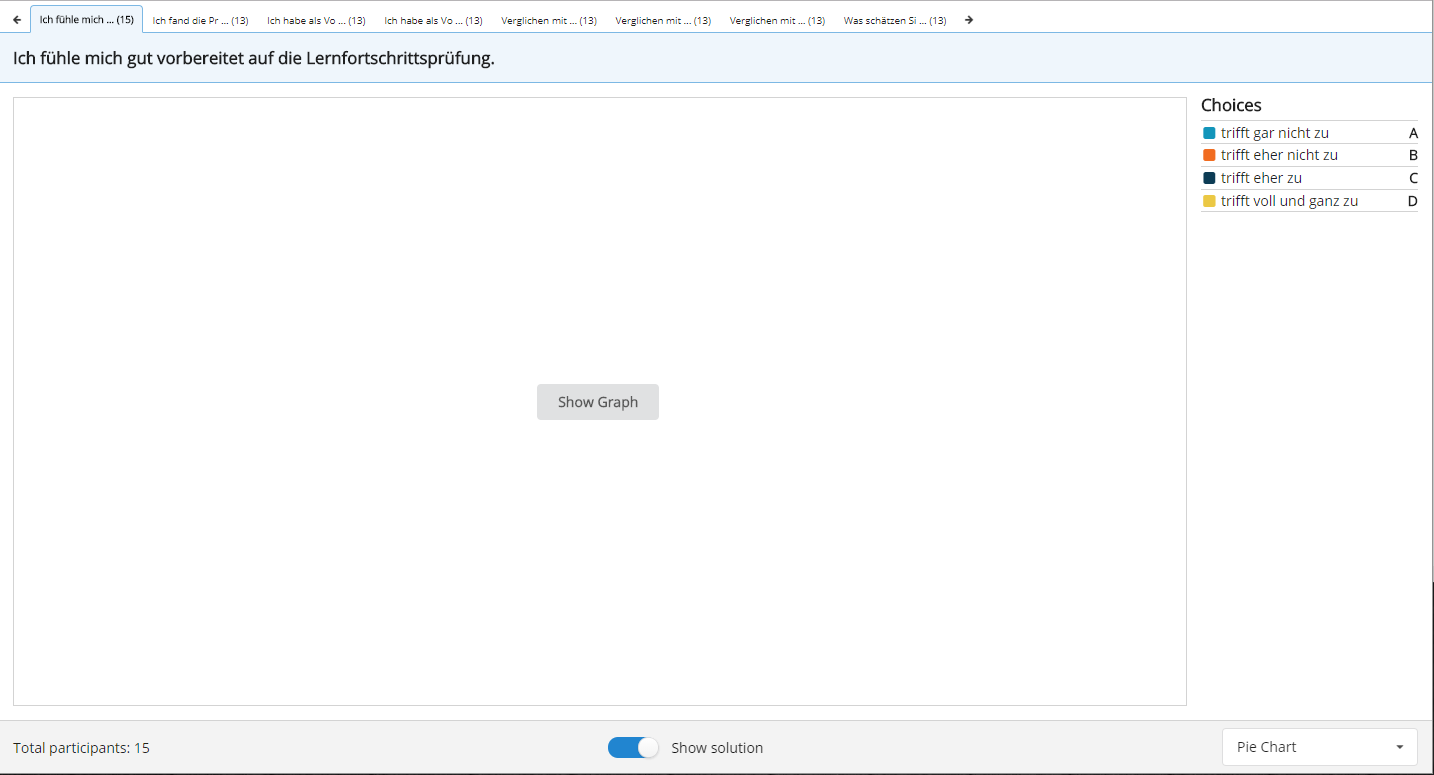 Ich fühle mich ... (15) Ich fand die Pr ... (13) Ich habe als Vo ... (13) Ich habe als Vo ... (13) Verglichen mit ... (13) Verglichen mit ... (13) Verglichen mit ... (13) Was schätzen Si ... (13)
Ich fühle mich gut vorbereitet auf die Lernfortschrittsprüfung.
Choices
trifft gar nicht zu A
trifft eher nicht zu B
trifft eher zu C
trifft voll und ganz zu D
Show Graph
Total participants: 15 Show solution Pie Chart